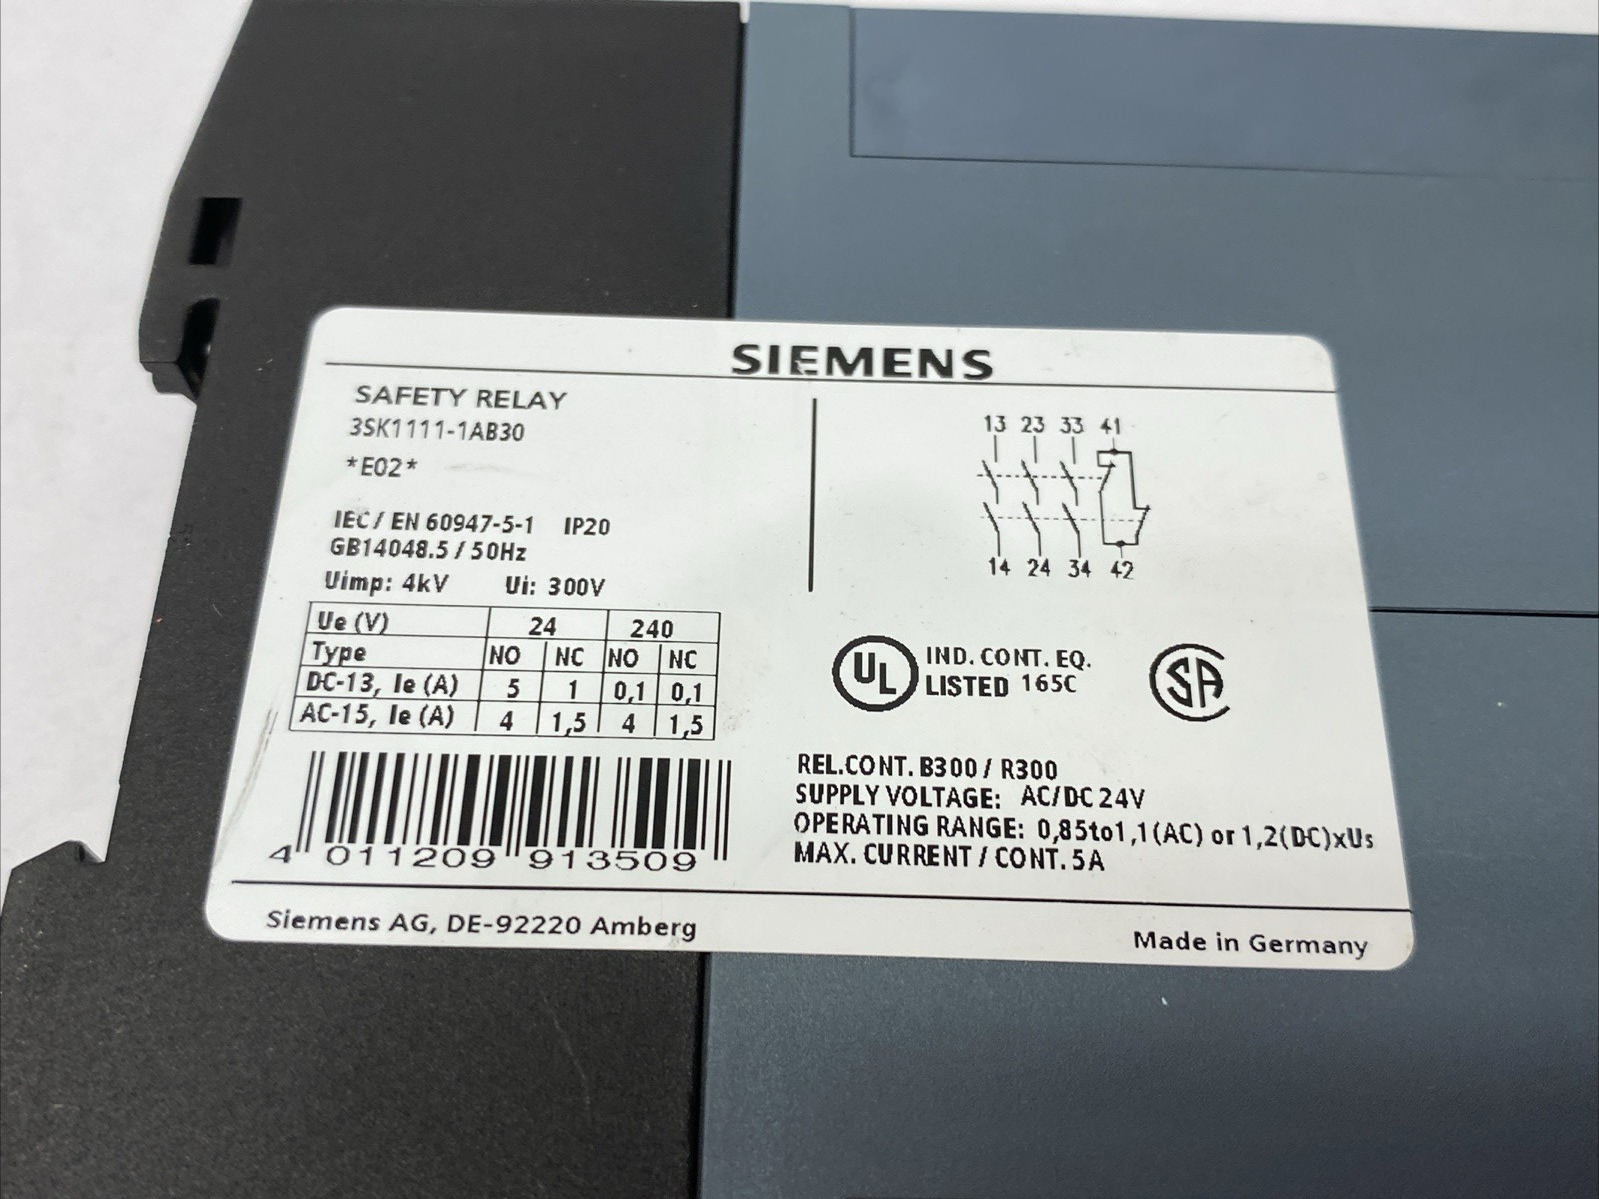 SIEMENS
SAFETY RELAY
3SK1111-1AB30
*E02*
IEC / EN 60947-5-1 IP20
GB14048.5 / 50Hz
Uimp: 4kV Ui: 300V
Ue (V) 24 240
Type NO NC NO NC
DC-13, Ie (A) 5 1 0,1 0,1
AC-15, Ie (A) 4 1,5 4 1,5
4 011209 913509
13 23 33 41
14 24 34 42
UL IND. CONT. EQ.
LISTED 165C
SA
REL.CONT. B300 / R300
SUPPLY VOLTAGE: AC/DC 24V
OPERATING RANGE: 0,85to1,1(AC) or 1,2(DC)xUs
MAX. CURRENT / CONT. 5A
Siemens AG, DE-92220 Amberg
Made in Germany